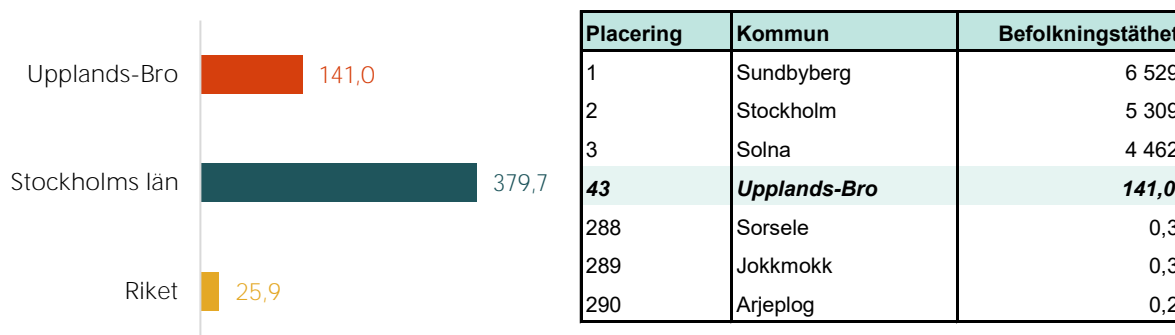 Upplands-Bro 141,0
Stockholms län 379,7
Riket 25,9
Placering Kommun Befolkningstäthet
1 Sundbyberg 6 529
2 Stockholm 5 309
3 Solna 4 462
43 Upplands-Bro 141,0
288 Sorsele 0,3
289 Jokkmokk 0,3
290 Arjeplog 0,2